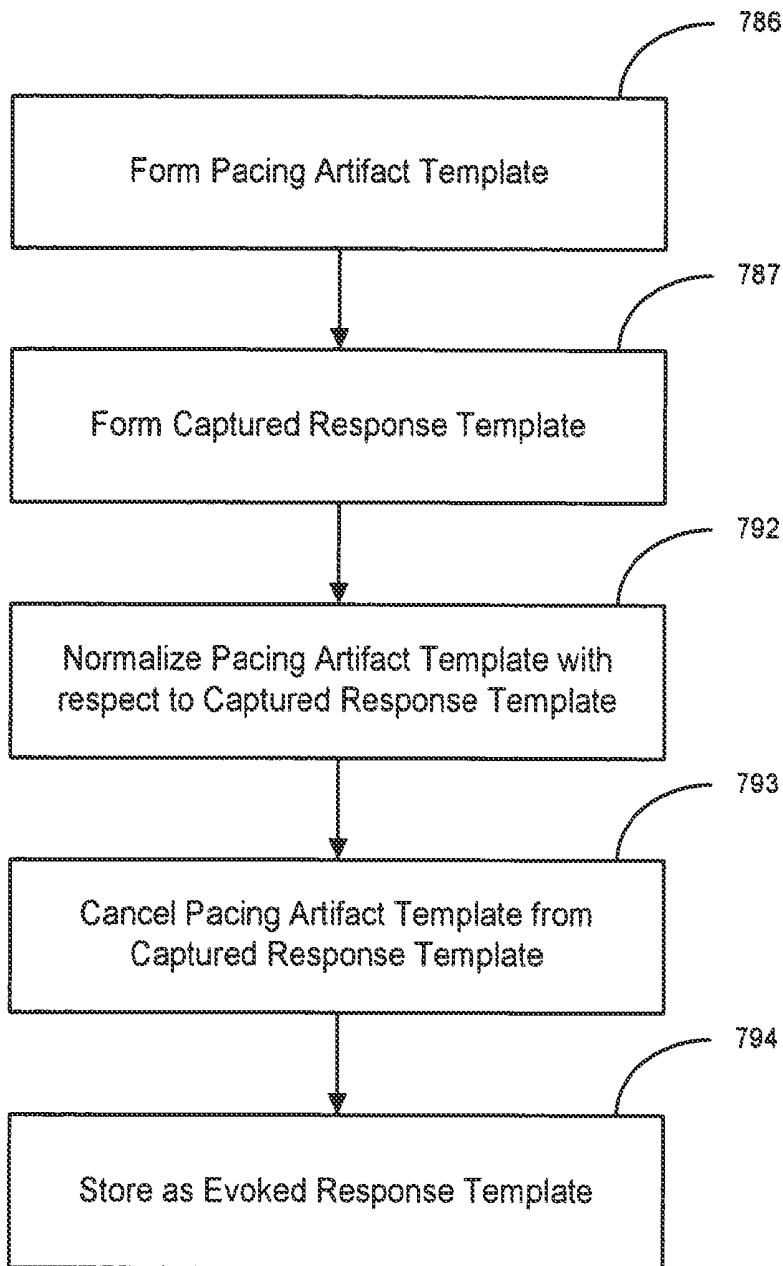 786
Form Pacing Artifact Template
787
Form Captured Response Template
792
Normalize Pacing Artifact Template with
respect to Captured Response Template
793
Cancel Pacing Artifact Template from
Captured Response Template
794
Store as Evoked Response Template